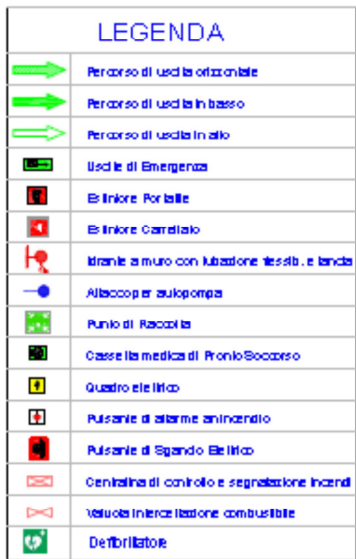 LEGENDA
Percorso di uscita orizzontale
Percorso di uscita in basso
Percorso di uscita in alto
Uscite di Emergenza
Estintore Portatile
Estintore Carrellato
Idrante a muro con tubazione flessib. e lancia
Attacco per autopompa
Punto di Raccolta
Cassetta medica di Pronto Soccorso
Quadro elettrico
Pulsante di allarme anincendio
Pulsante di Sgancio Elettrico
Centralina di controllo e segnalazione incendi
Valvola intercettazione combustibile
Defibrillatore